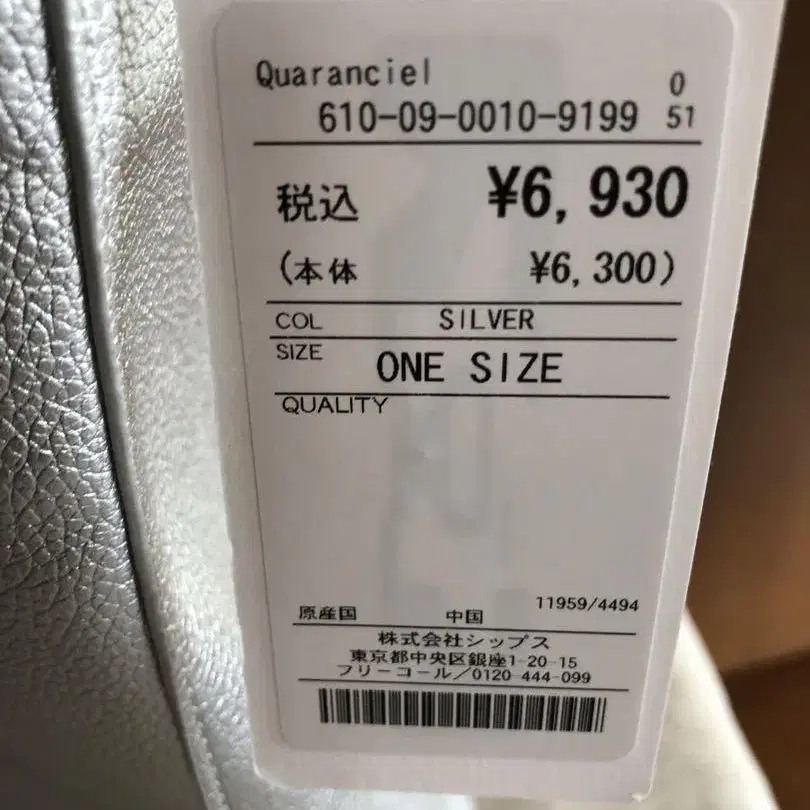 Quaranciel
0
610-09-0010-9199 51
税込 ¥6,930
(本体 ¥6,300)
COL SILVER
SIZE ONE SIZE
QUALITY
11959/4494
原産国 中国
株式会社シップス
東京都中央区銀座1-20-15
フリーコール/0120-444-099